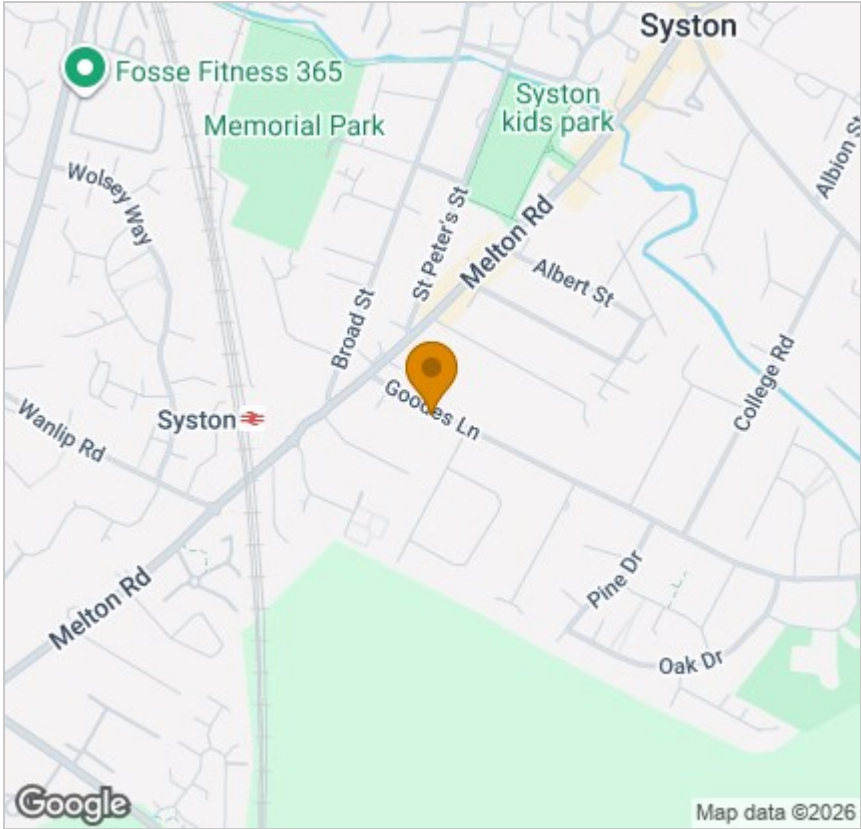 Syston
Fosse Fitness 365
Syston
kids park
Memorial Park
Albion St
Wolsey Way
St Peter's St
Melton Rd
Albert St
Broad St
Goodes Ln
College Rd
Syston
Wanlip Rd
Melton Rd
Pine Dr
Oak Dr
Google
Map data ©2026